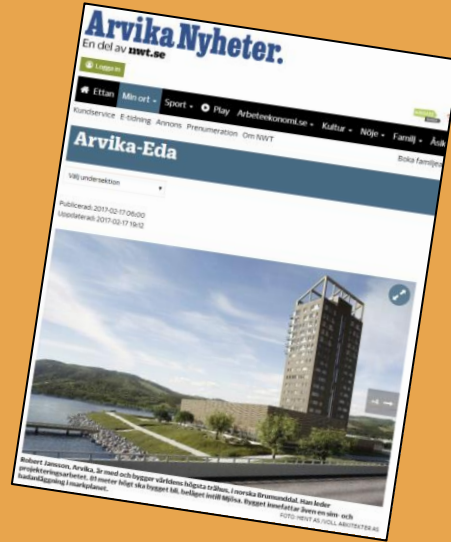 Arvika Nyheter.
En del av nwt.se
Logga in
Ettan Min ort Sport Play Arbeteekonomi.se Kultur Nöje Familj Åsik
Kundservice E-tidning Annons Prenumeration Om NWT
Boka familjea
Arvika-Eda
Välj undersektion
Publicerad: 2017-02-17 06:00
Uppdaterad: 2017-02-17 19:12
Robert Jansson, Arvika, är med och bygger världens högsta trähus, i norska Brumunddal. Han leder
projekteringsarbetet. 81 meter högt ska bygget bli, beläget intill Mjösa. Bygget innefattar även en sim- och
badanläggning i markplanet.
FOTO: HENT AS/VOLL ARKITEKTER AS